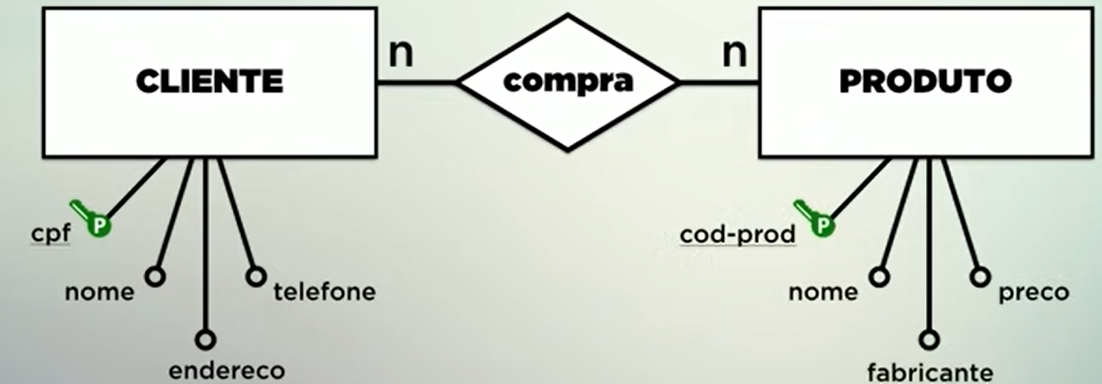 n
n
CLIENTE
compra
PRODUTO
P
cpf
nome
endereco
telefone
P
cod-prod
nome
fabricante
preco